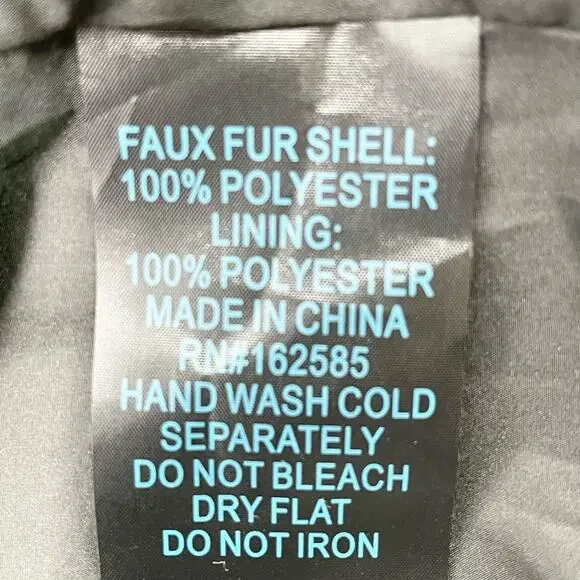 FAUX FUR SHELL:
100% POLYESTER
LINING:
100% POLYESTER
MADE IN CHINA
RN#162585
HAND WASH COLD
SEPARATELY
DO NOT BLEACH
DRY FLAT
DO NOT IRON